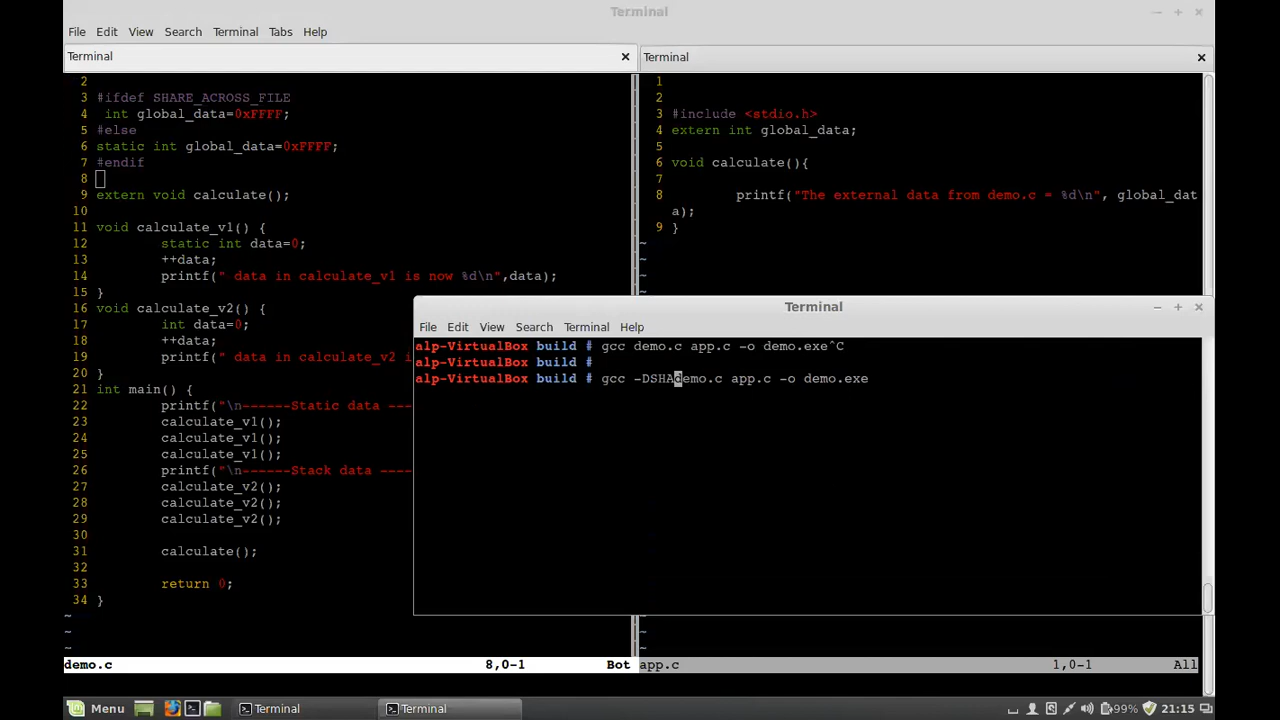 Terminal
File Edit View Search Terminal Tabs Help
Terminal
2
3 #ifdef SHARE_ACROSS_FILE
4  int global_data=0xFFFF;
5 #else
6 static int global_data=0xFFFF;
7 #endif
8
9 extern void calculate();
10
11 void calculate_v1() {
12         static int data=0;
13         ++data;
14         printf(" data in calculate_v1 is now %d\n",data);
15 }
16 void calculate_v2() {
17         int data=0;
18         ++data;
19         printf(" data in calculate_v2 i
20 }
21 int main() {
22         printf("\n------Static data ---
23         calculate_v1();
24         calculate_v1();
25         calculate_v1();
26         printf("\n------Stack data ----
27         calculate_v2();
28         calculate_v2();
29         calculate_v2();
30
31         calculate();
32
33         return 0;
34 }
~
~
~
demo.c 8,0-1 Bot
Terminal
1
2
3 #include <stdio.h>
4 extern int global_data;
5
6 void calculate(){
7
8         printf("The external data from demo.c = %d\n", global_dat
a);
9 }
~
~
~
~
~
~
app.c 1,0-1 All
Terminal
File Edit View Search Terminal Help
alp-VirtualBox build # gcc demo.c app.c -o demo.exe^C
alp-VirtualBox build #
alp-VirtualBox build # gcc -DSHAdemo.c app.c -o demo.exe
Menu Terminal Terminal 99% 21:15